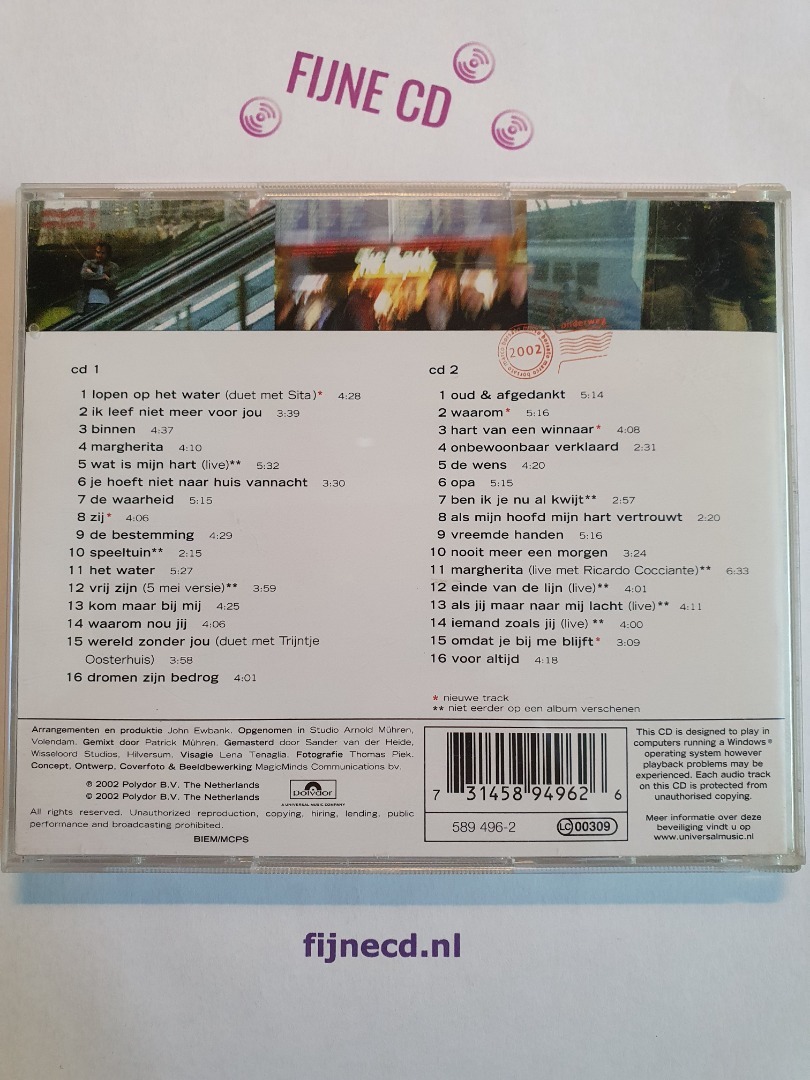 FIJNE CD
onderweg
2002
cd 1
1 lopen op het water (duet met Sita)* 4:28
2 ik leef niet meer voor jou 3:39
3 binnen 4:37
4 margherita 4:10
5 wat is mijn hart (live)** 5:32
6 je hoeft niet naar huis vannacht 3:30
7 de waarheid 5:15
8 zij* 4:06
9 de bestemming 4:29
10 speeltuin** 2:15
11 het water 5:27
12 vrij zijn (5 mei versie)** 3:59
13 kom maar bij mij 4:25
14 waarom nou jij 4:06
15 wereld zonder jou (duet met Trijntje
Oosterhuis) 3:58
16 dromen zijn bedrog 4:01
cd 2
1 oud & afgedankt 5:14
2 waarom* 5:16
3 hart van een winnaar* 4:08
4 onbewoonbaar verklaard 2:31
5 de wens 4:20
6 opa 5:15
7 ben ik je nu al kwijt** 2:57
8 als mijn hoofd mijn hart vertrouwt 2:20
9 vreemde handen 5:16
10 nooit meer een morgen 3:24
11 margherita (live met Ricardo Cocciante)** 6:33
12 einde van de lijn (live)** 4:01
13 als jij maar naar mij lacht (live)** 4:11
14 iemand zoals jij (live) ** 4:00
15 omdat je bij me blijft* 3:09
16 voor altijd 4:18
* nieuwe track
** niet eerder op een album verschenen
Arrangementen en produktie John Ewbank. Opgenomen in Studio Arnold Mühren,
Volendam. Gemixt door Patrick Mühren. Gemasterd door Sander van der Heide,
Wisseloord Studios, Hilversum. Visagie Lena Tenaglia. Fotografie Thomas Piek.
Concept, Ontwerp, Coverfoto & Beeldbewerking MagicMinds Communications bv.
℗ 2002 Polydor B.V. The Netherlands
© 2002 Polydor B.V. The Netherlands
polydor
A UNIVERSAL MUSIC COMPANY
All rights reserved. Unauthorized reproduction, copying, hiring, lending, public
performance and broadcasting prohibited.
BIEM/MCPS
7 31458 94962 6
589 496-2
LC 00309
This CD is designed to play in
computers running a Windows®
operating system however
playback problems may be
experienced. Each audio track
on this CD is protected from
unauthorised copying.
Meer informatie over deze
beveiliging vindt u op
www.universalmusic.nl
fijnecd.nl